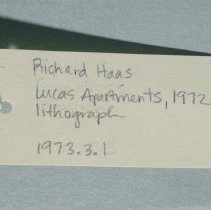 Richard Haas
Lucas Apartments, 1972
lithograph
1973.3.1